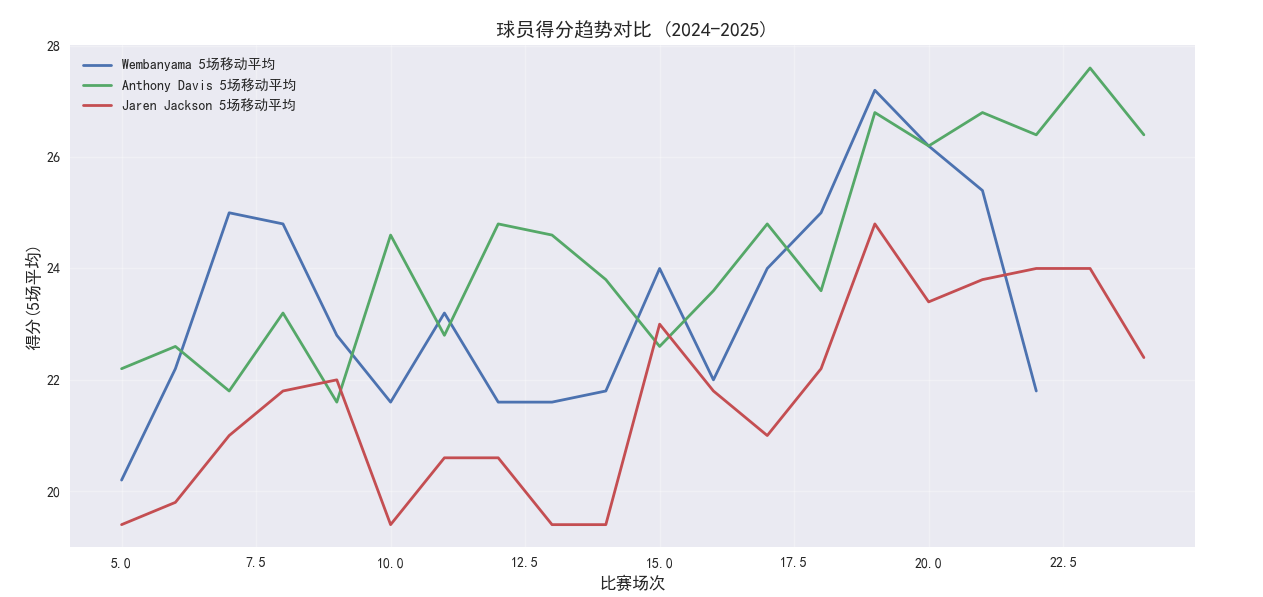 球员得分趋势对比 (2024-2025)
Wembanyama 5场移动平均
Anthony Davis 5场移动平均
Jaren Jackson 5场移动平均
得分(5场平均)
28
26
24
22
20
5.0 7.5 10.0 12.5 15.0 17.5 20.0 22.5
比赛场次